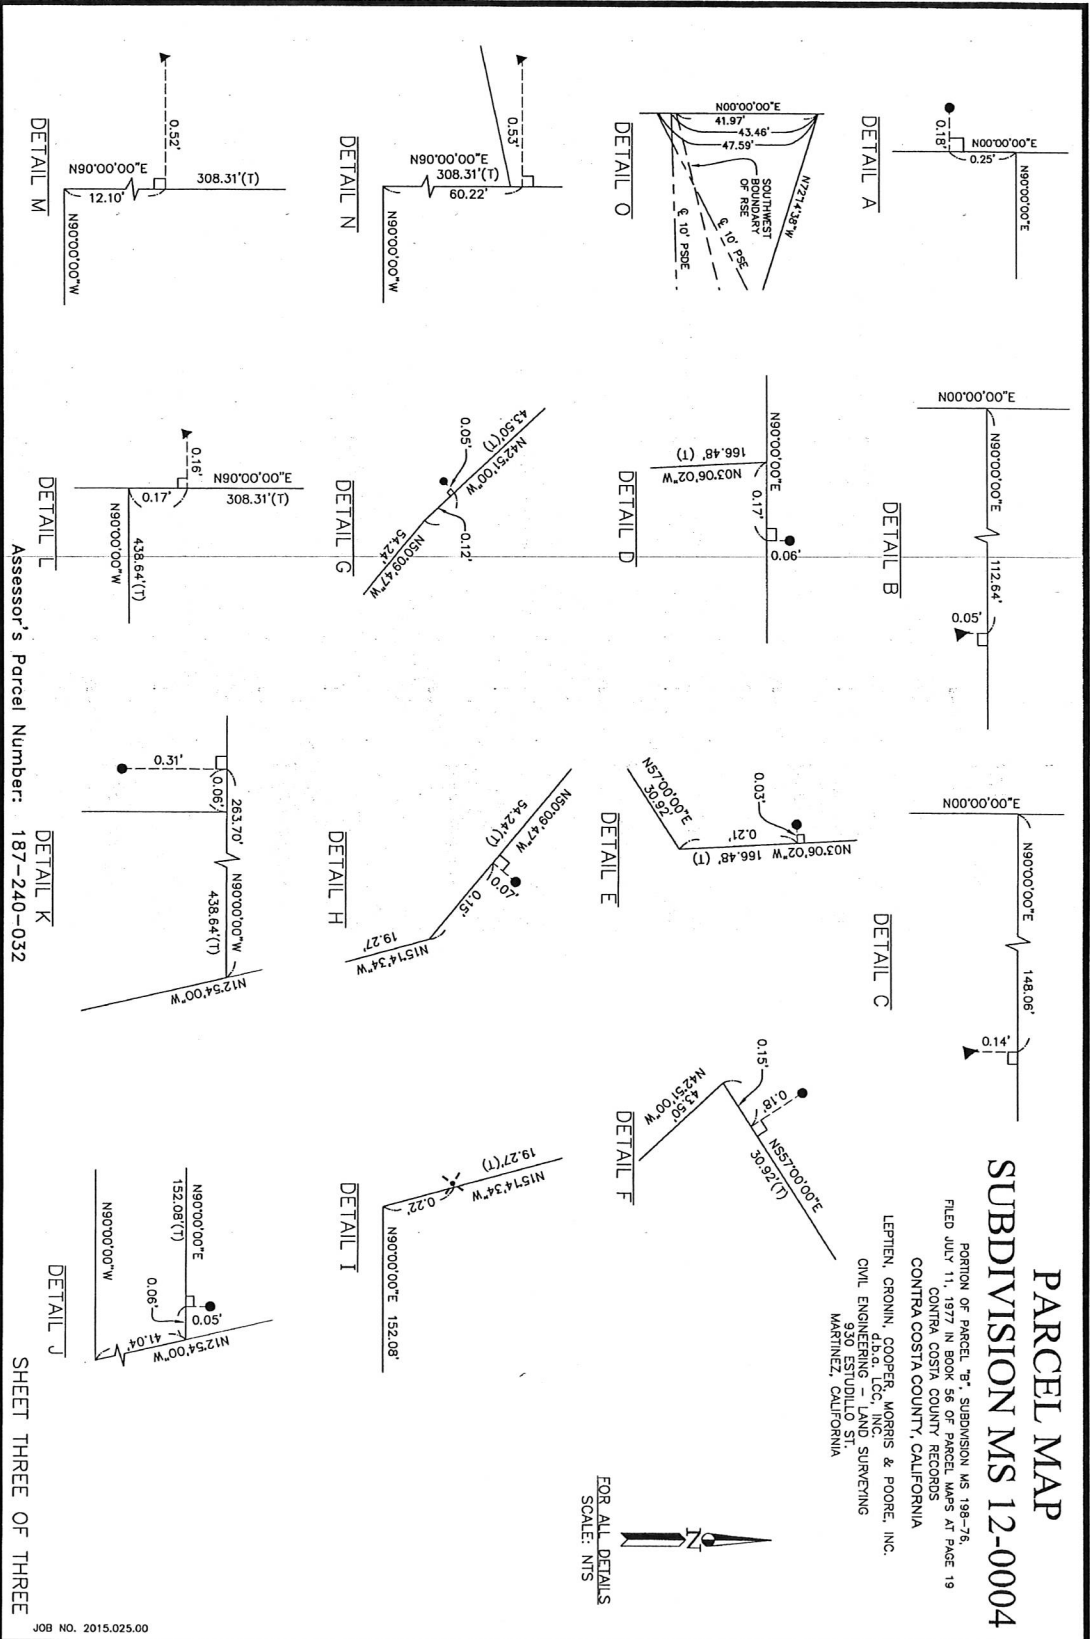 PARCEL MAP
SUBDIVISION MS 12-0004
PORTION OF PARCEL "B", SUBDIVISION MS 198-76,
FILED JULY 11, 1977 IN BOOK 56 OF PARCEL MAPS AT PAGE 19
CONTRA COSTA COUNTY RECORDS
CONTRA COSTA COUNTY, CALIFORNIA
LEPTIEN, CRONIN, COOPER, MORRIS & POORE, INC.
d.b.a. LCC, INC.
CIVIL ENGINEERING - LAND SURVEYING
930 ESTUDILLO ST.
MARTINEZ, CALIFORNIA
N
FOR ALL DETAILS
SCALE: NTS
N90°00'00"E
N00°00'00"E
0.25'
0.18'
DETAIL A
N00°00'00"E
N90°00'00"E
112.64'
0.05'
DETAIL B
N00°00'00"E
N90°00'00"E
148.06'
0.14'
DETAIL C
N90°00'00"E
0.17'
0.06'
N03°06'02"W
166.48' (T)
DETAIL D
N03°06'02"W 166.48' (T)
0.21'
0.03'
N57°00'00"E
30.92'
DETAIL E
0.15'
0.18'
NS57°00'00"E
30.92'(T)
43.50'
N42°51'00"W
DETAIL F
43.50'(T)
N42°51'00"W
0.05'
0.12'
N50°09'47"W
54.24'
DETAIL G
N50°09'47"W
54.24'(T)
0.07'
0.15'
N15°14'34"W
19.27'
DETAIL H
N15°14'34"W
19.27'(T)
0.22'
N90°00'00"E 152.08'
DETAIL I
N90°00'00"E
152.08'(T)
0.05'
0.06'
N12°54'00"W
41.04'
N90°00'00"W
DETAIL J
263.70'
N90°00'00"W
438.64'(T)
0.06'
0.31'
N12°54'00"W
DETAIL K
308.31'(T)
N00°00'00"E
0.16'
0.17'
438.64'(T)
N90°00'00"W
DETAIL L
308.31'(T)
0.52'
N90°00'00"E
12.10'
N90°00'00"W
DETAIL M
0.53'
N90°00'00"E
308.31'(T)
60.22'
N90°00'00"W
DETAIL N
N72°14'38"W
N00°00'00"E
41.97'
43.46'
47.59'
SOUTHWEST
BOUNDARY
OF RSE
℄ 10' PSE
℄ 10' PSDE
DETAIL O
Assessor's Parcel Number: 187-240-032
SHEET THREE OF THREE
JOB NO. 2015.025.00